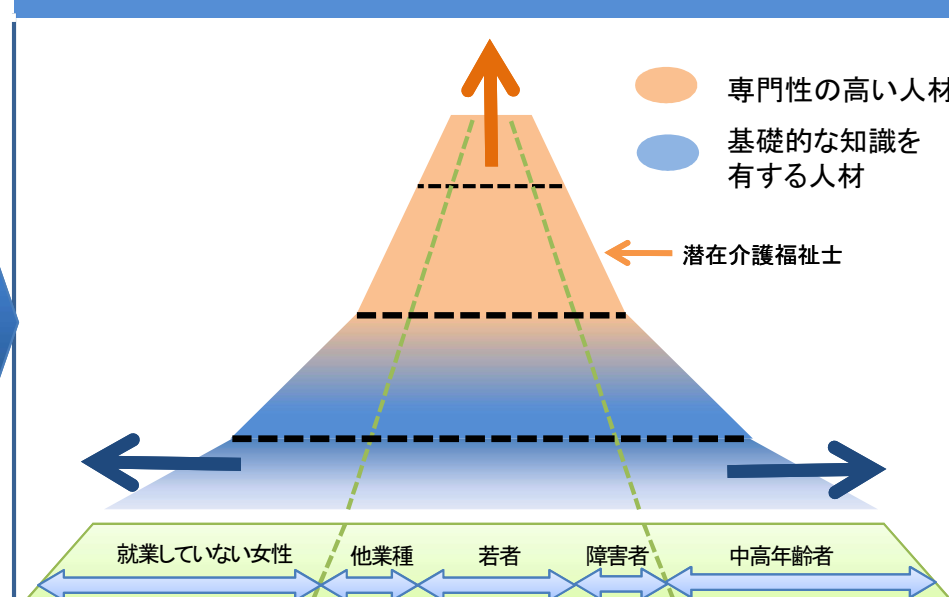 専門性の高い人材
基礎的な知識を
有する人材
潜在介護福祉士
就業していない女性
他業種
若者
障害者
中高年齢者